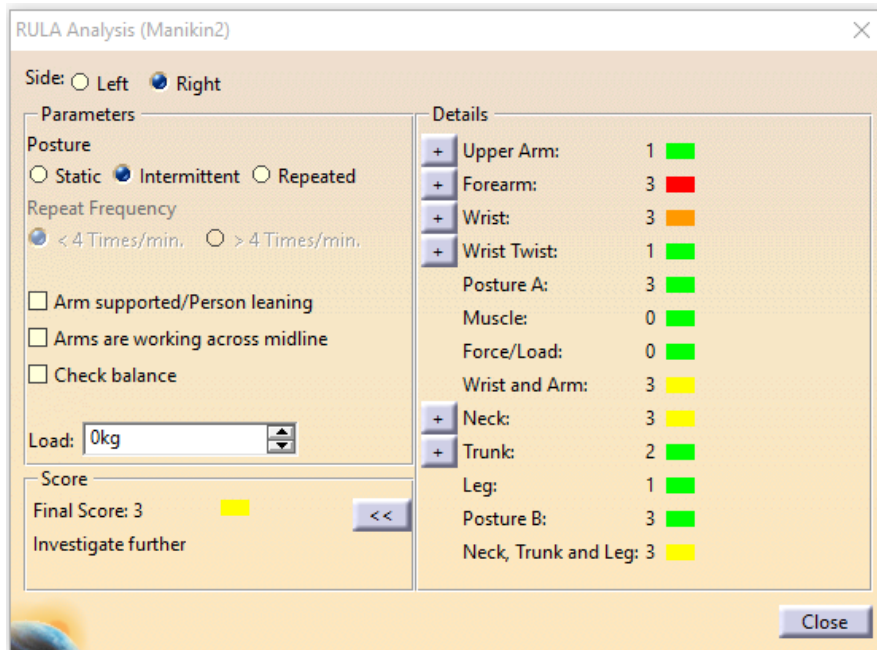 RULA Analysis (Manikin2)
Side: Left Right
Parameters
Posture
Static Intermittent Repeated
Repeat Frequency
< 4 Times/min. > 4 Times/min.
Arm supported/Person leaning
Arms are working across midline
Check balance
Load: 0kg
Score
Final Score: 3
<<
Investigate further
Details
+ Upper Arm: 1
+ Forearm: 3
+ Wrist: 3
+ Wrist Twist: 1
Posture A: 3
Muscle: 0
Force/Load: 0
Wrist and Arm: 3
+ Neck: 3
+ Trunk: 2
Leg: 1
Posture B: 3
Neck, Trunk and Leg: 3
Close